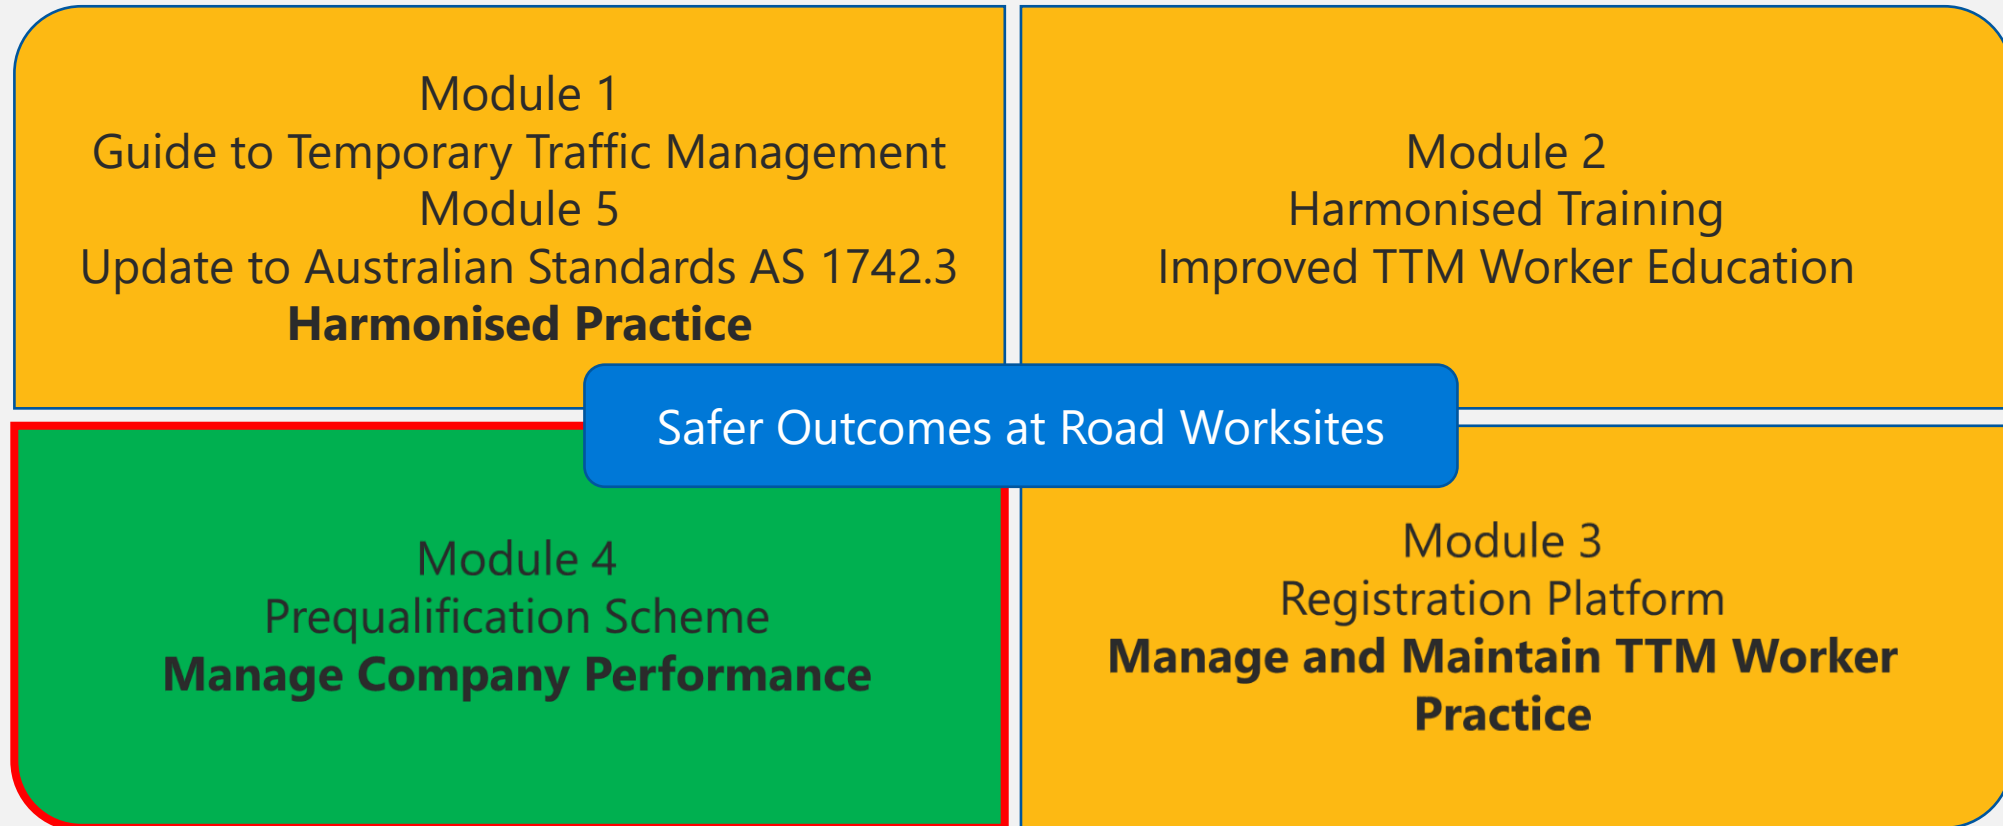 Module 1
Guide to Temporary Traffic Management
Module 5
Update to Australian Standards AS 1742.3
Harmonised Practice
Module 2
Harmonised Training
Improved TTM Worker Education
Safer Outcomes at Road Worksites
Module 4
Prequalification Scheme
Manage Company Performance
Module 3
Registration Platform
Manage and Maintain TTM Worker
Practice